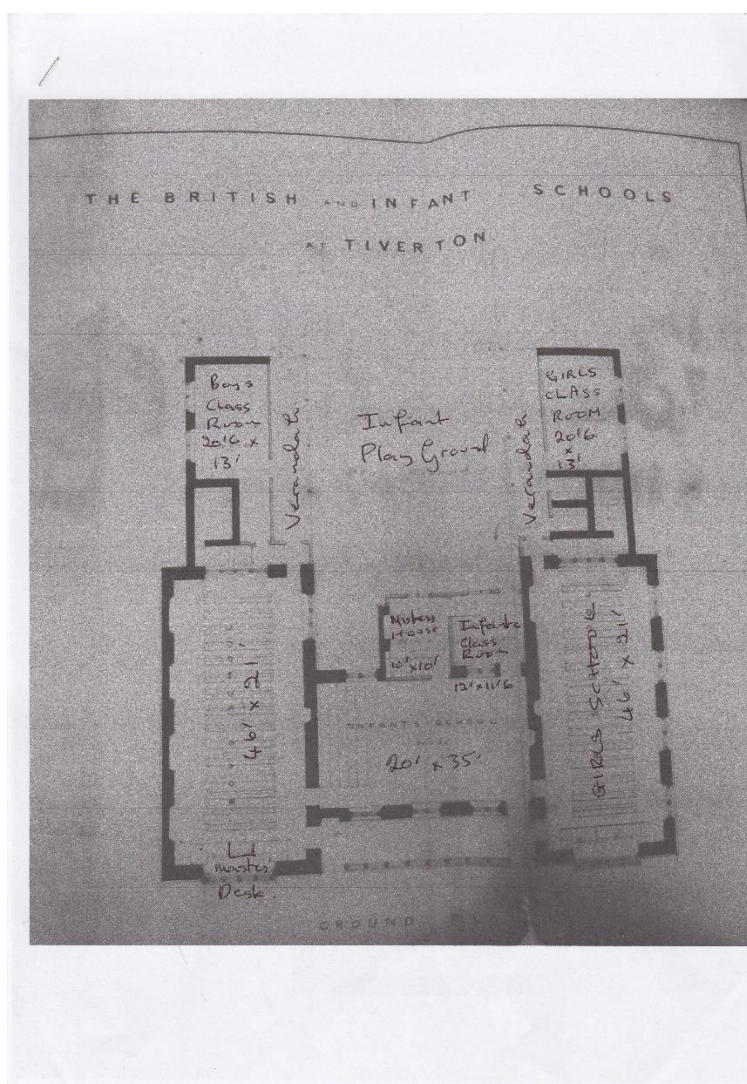 THE BRITISH AND INFANT SCHOOLS
AT TIVERTON.
Boys
Class
Room
20'6 x
13'
Verandah
Infant
Play Ground
Verandah
GIRLS
CLASS
ROOM
20'6
x
13'
46' x 21'
Mistress
House
10' x 10'
Infants
Class
Room
12' x 11'6
INFANTS SCHOOL
20' x 35'
GIRLS SCHOOL
46' x 21'
Masters'
Desk
GROUND